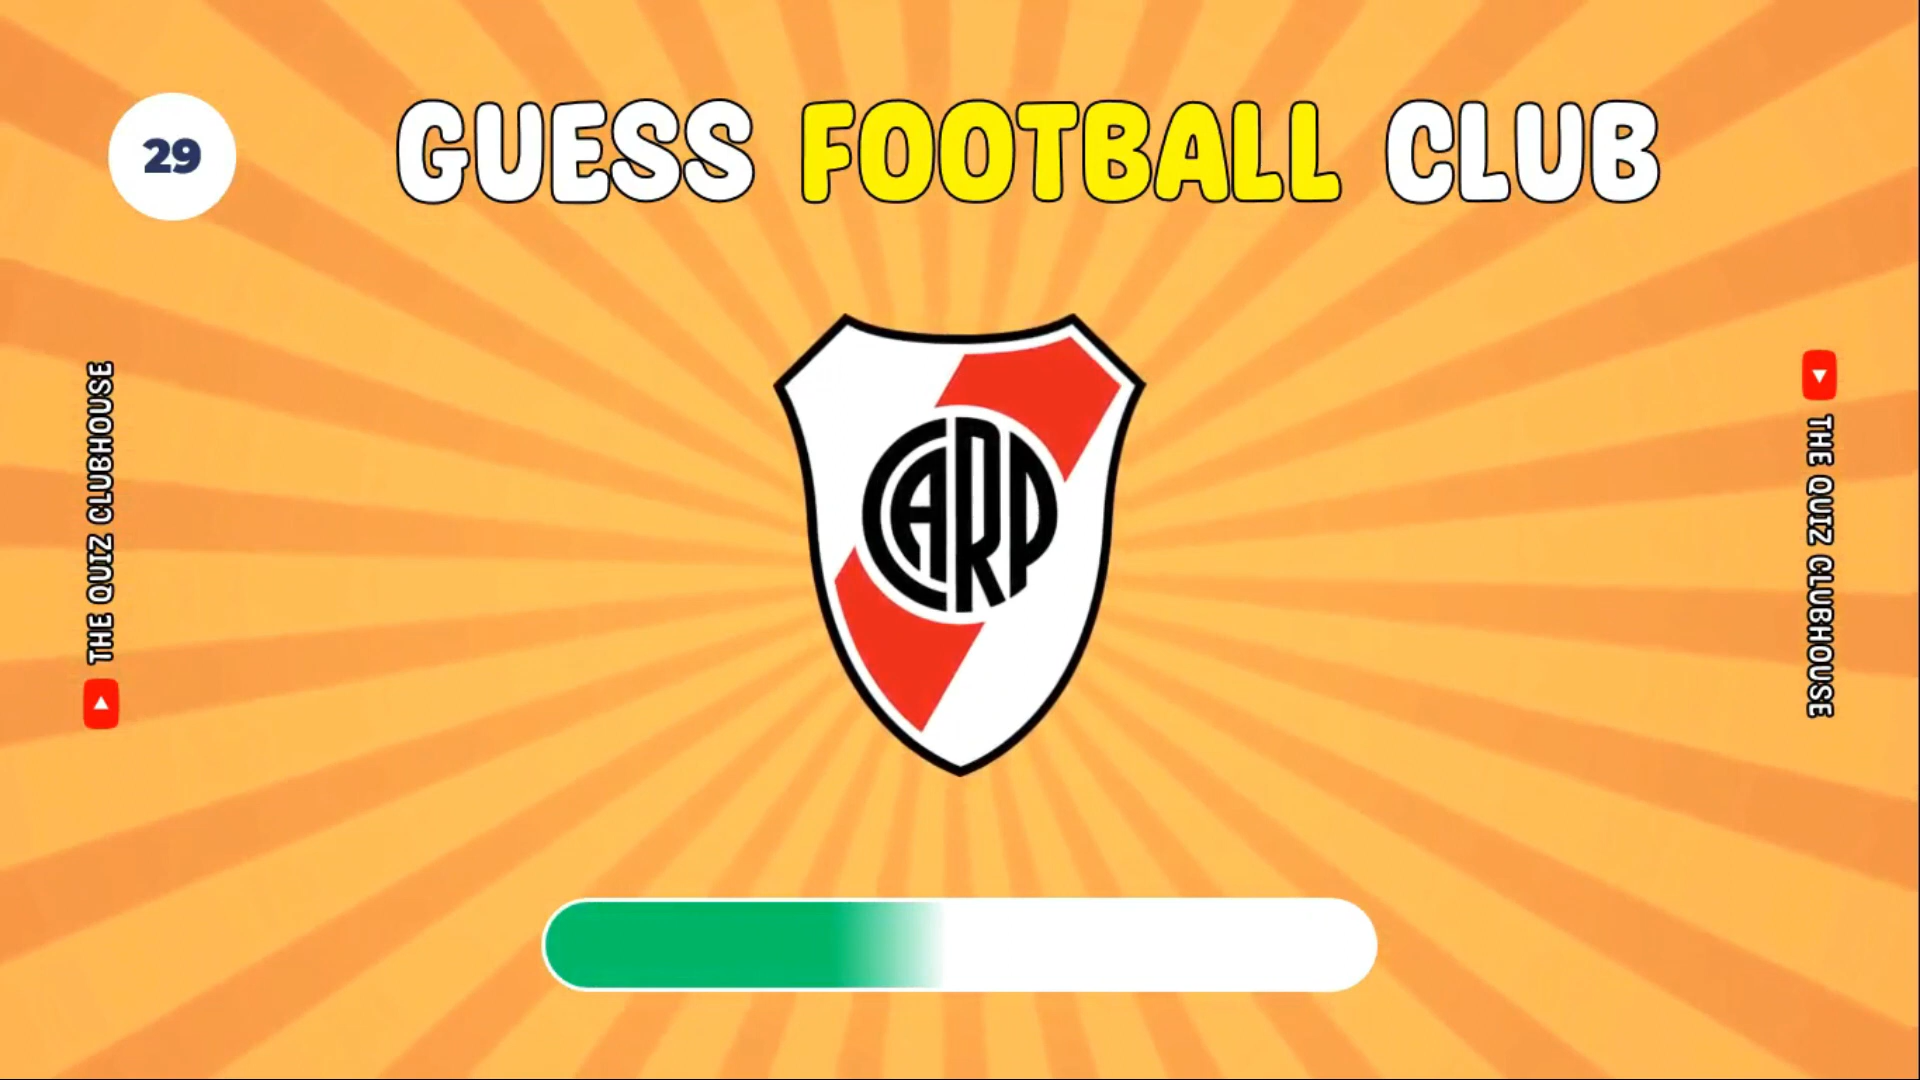 29
GUESS FOOTBALL CLUB
THE QUIZ CLUBHOUSE
CARP
THE QUIZ CLUBHOUSE